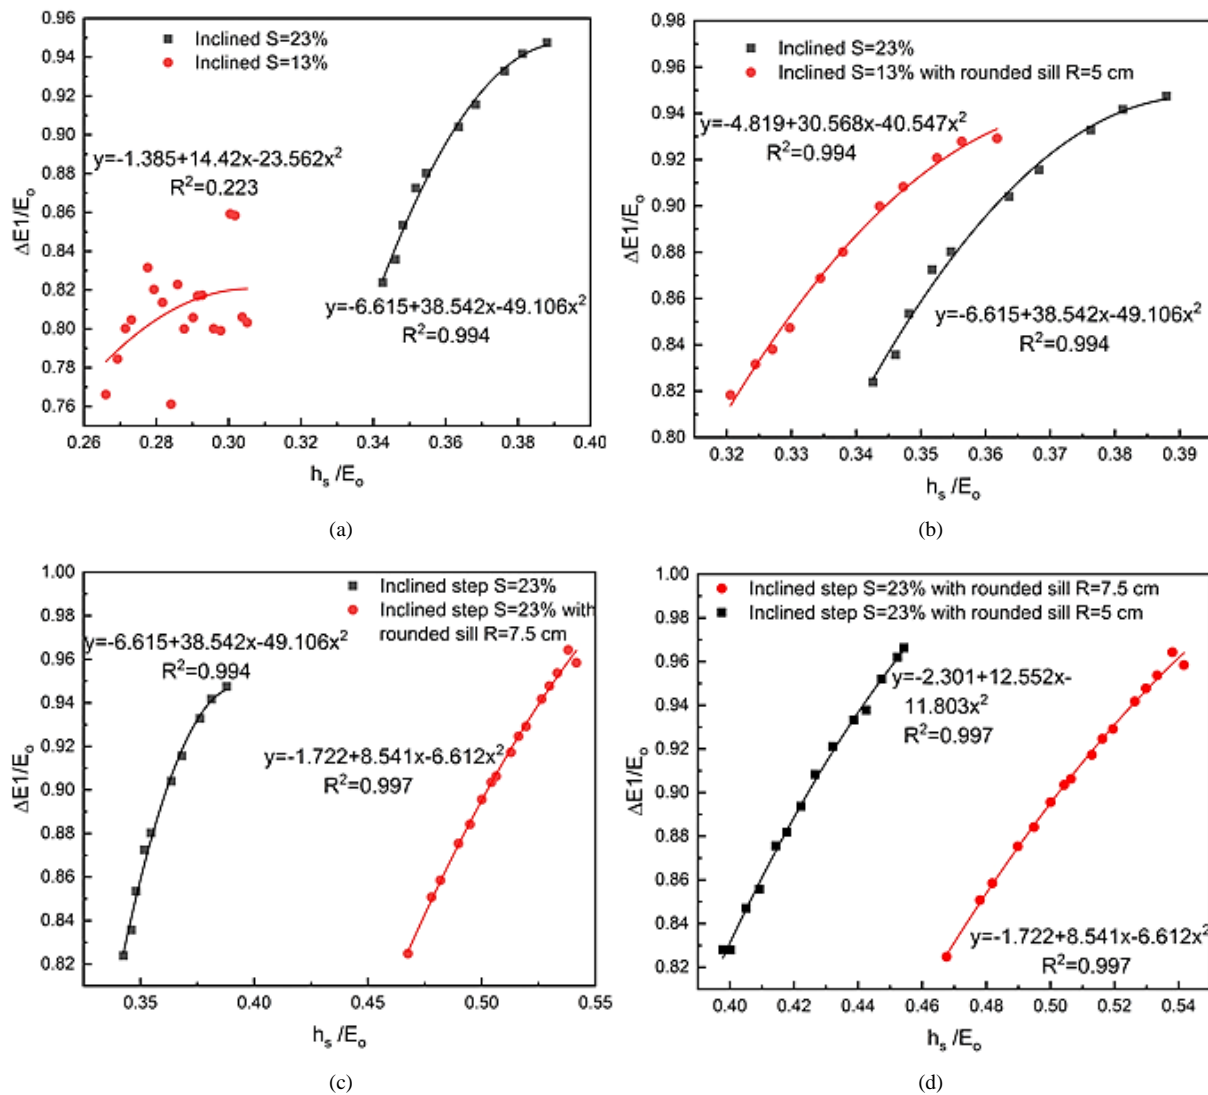 0.96
0.94
0.92
0.90
0.88
0.86
0.84
0.82
0.80
0.78
0.76
ΔE1/Eₒ
Inclined S=23%
Inclined S=13%
y=-1.385+14.42x-23.562x²
R²=0.223
y=-6.615+38.542x-49.106x²
R²=0.994
0.26 0.28 0.30 0.34 0.36 0.38 0.40
hₛ /Eₒ
(a)
0.98
0.96
0.94
0.92
0.90
0.88
0.86
0.84
0.82
0.80
ΔE1/Eₒ
Inclined S=23%
Inclined S=13% with rounded sill R=5 cm
y=-4.819+30.568x-40.547x²
R²=0.994
y=-6.615+38.542x-49.106x²
R²=0.994
0.32 0.33 0.34 0.35 0.36 0.37 0.38 0.39
hₛ /Eₒ
(b)
1.00
0.98
0.96
0.94
0.92
0.90
0.88
0.86
0.84
0.82
ΔE1/Eₒ
Inclined step S=23%
Inclined step S=23% with
rounded sill R=7.5 cm
y=-6.615+38.542x-49.106x²
R²=0.994
y=-1.722+8.541x-6.612x²
R²=0.997
0.35 0.40 0.45 0.50 0.55
hₛ /Eₒ
(c)
1.00
0.98
0.96
0.94
0.92
0.90
0.88
0.86
0.84
0.82
ΔE1/Eₒ
Inclined step S=23% with rounded sill R=7.5 cm
Inclined step S=23% with rounded sill R=5 cm
y=-2.301+12.552x-
11.803x²
R²=0.997
y=-1.722+8.541x-6.612x²
R²=0.997
0.40 0.42 0.44 0.46 0.48 0.50 0.52 0.54
hₛ /Eₒ
(d)